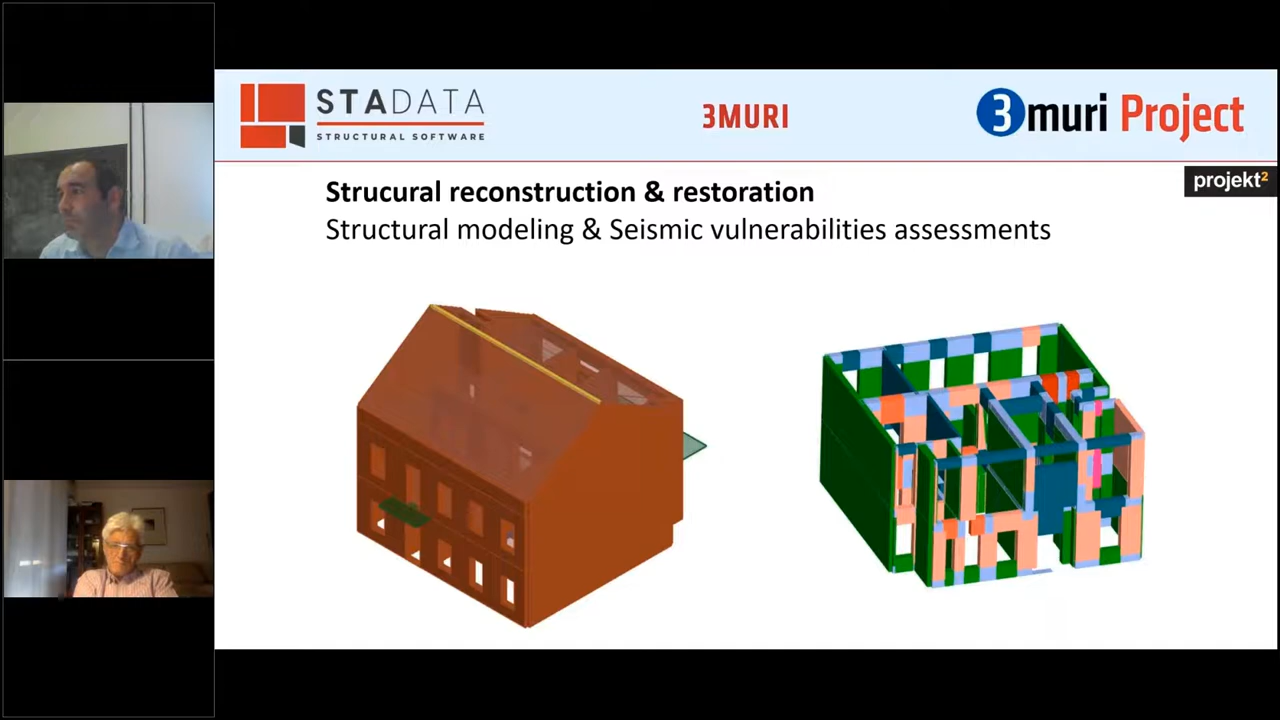 STADATA
STRUCTURAL SOFTWARE
3MURI
3muri Project
projekt²
Strucural reconstruction & restoration
Structural modeling & Seismic vulnerabilities assessments